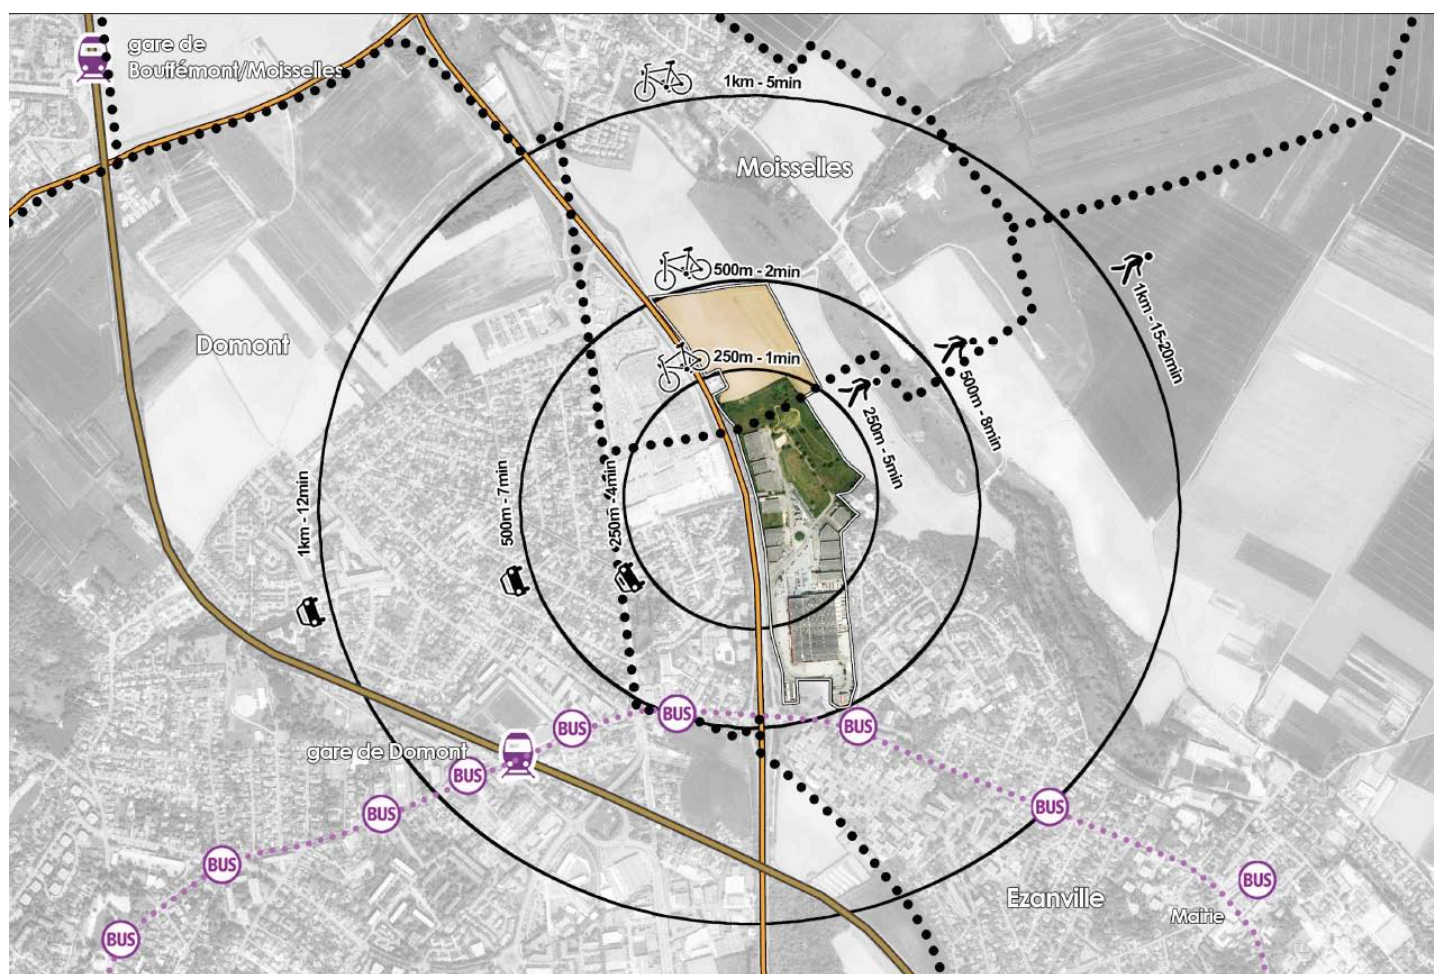 gare de
Bouffémont/Moisselles
1km - 5min
Moisselles
500m - 2min
1km - 15-20min
Domont
250m - 1min
500m - 8min
250m - 5min
1km - 12min
500m - 7min
250m - 4min
BUS
BUS
BUS
gare de Domont
BUS
BUS
BUS
BUS
BUS
Ezanville
Mairie
BUS
BUS